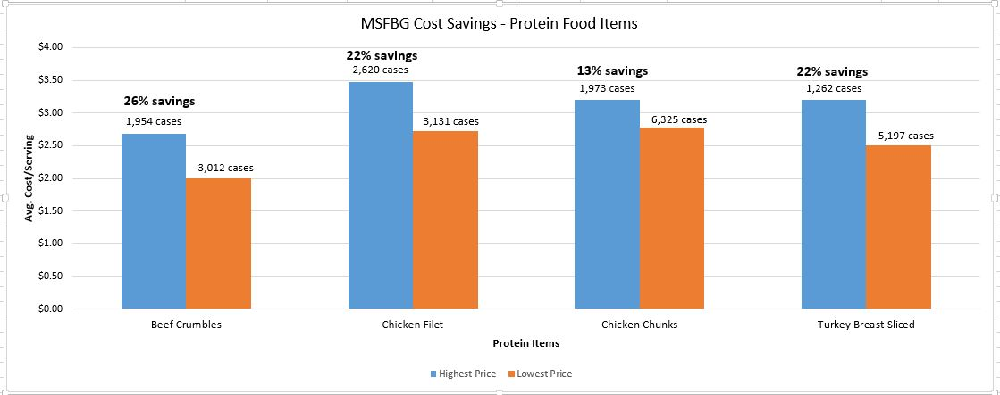 MSFBG Cost Savings - Protein Food Items
$4.00
$3.50
$3.00
$2.50
$2.00
$1.50
$1.00
$0.50
$0.00
Avg. Cost/Serving
26% savings
1,954 cases
3,012 cases
22% savings
2,620 cases
3,131 cases
13% savings
1,973 cases
6,325 cases
22% savings
1,262 cases
5,197 cases
Beef Crumbles
Chicken Filet
Chicken Chunks
Turkey Breast Sliced
Protein Items
Highest Price
Lowest Price